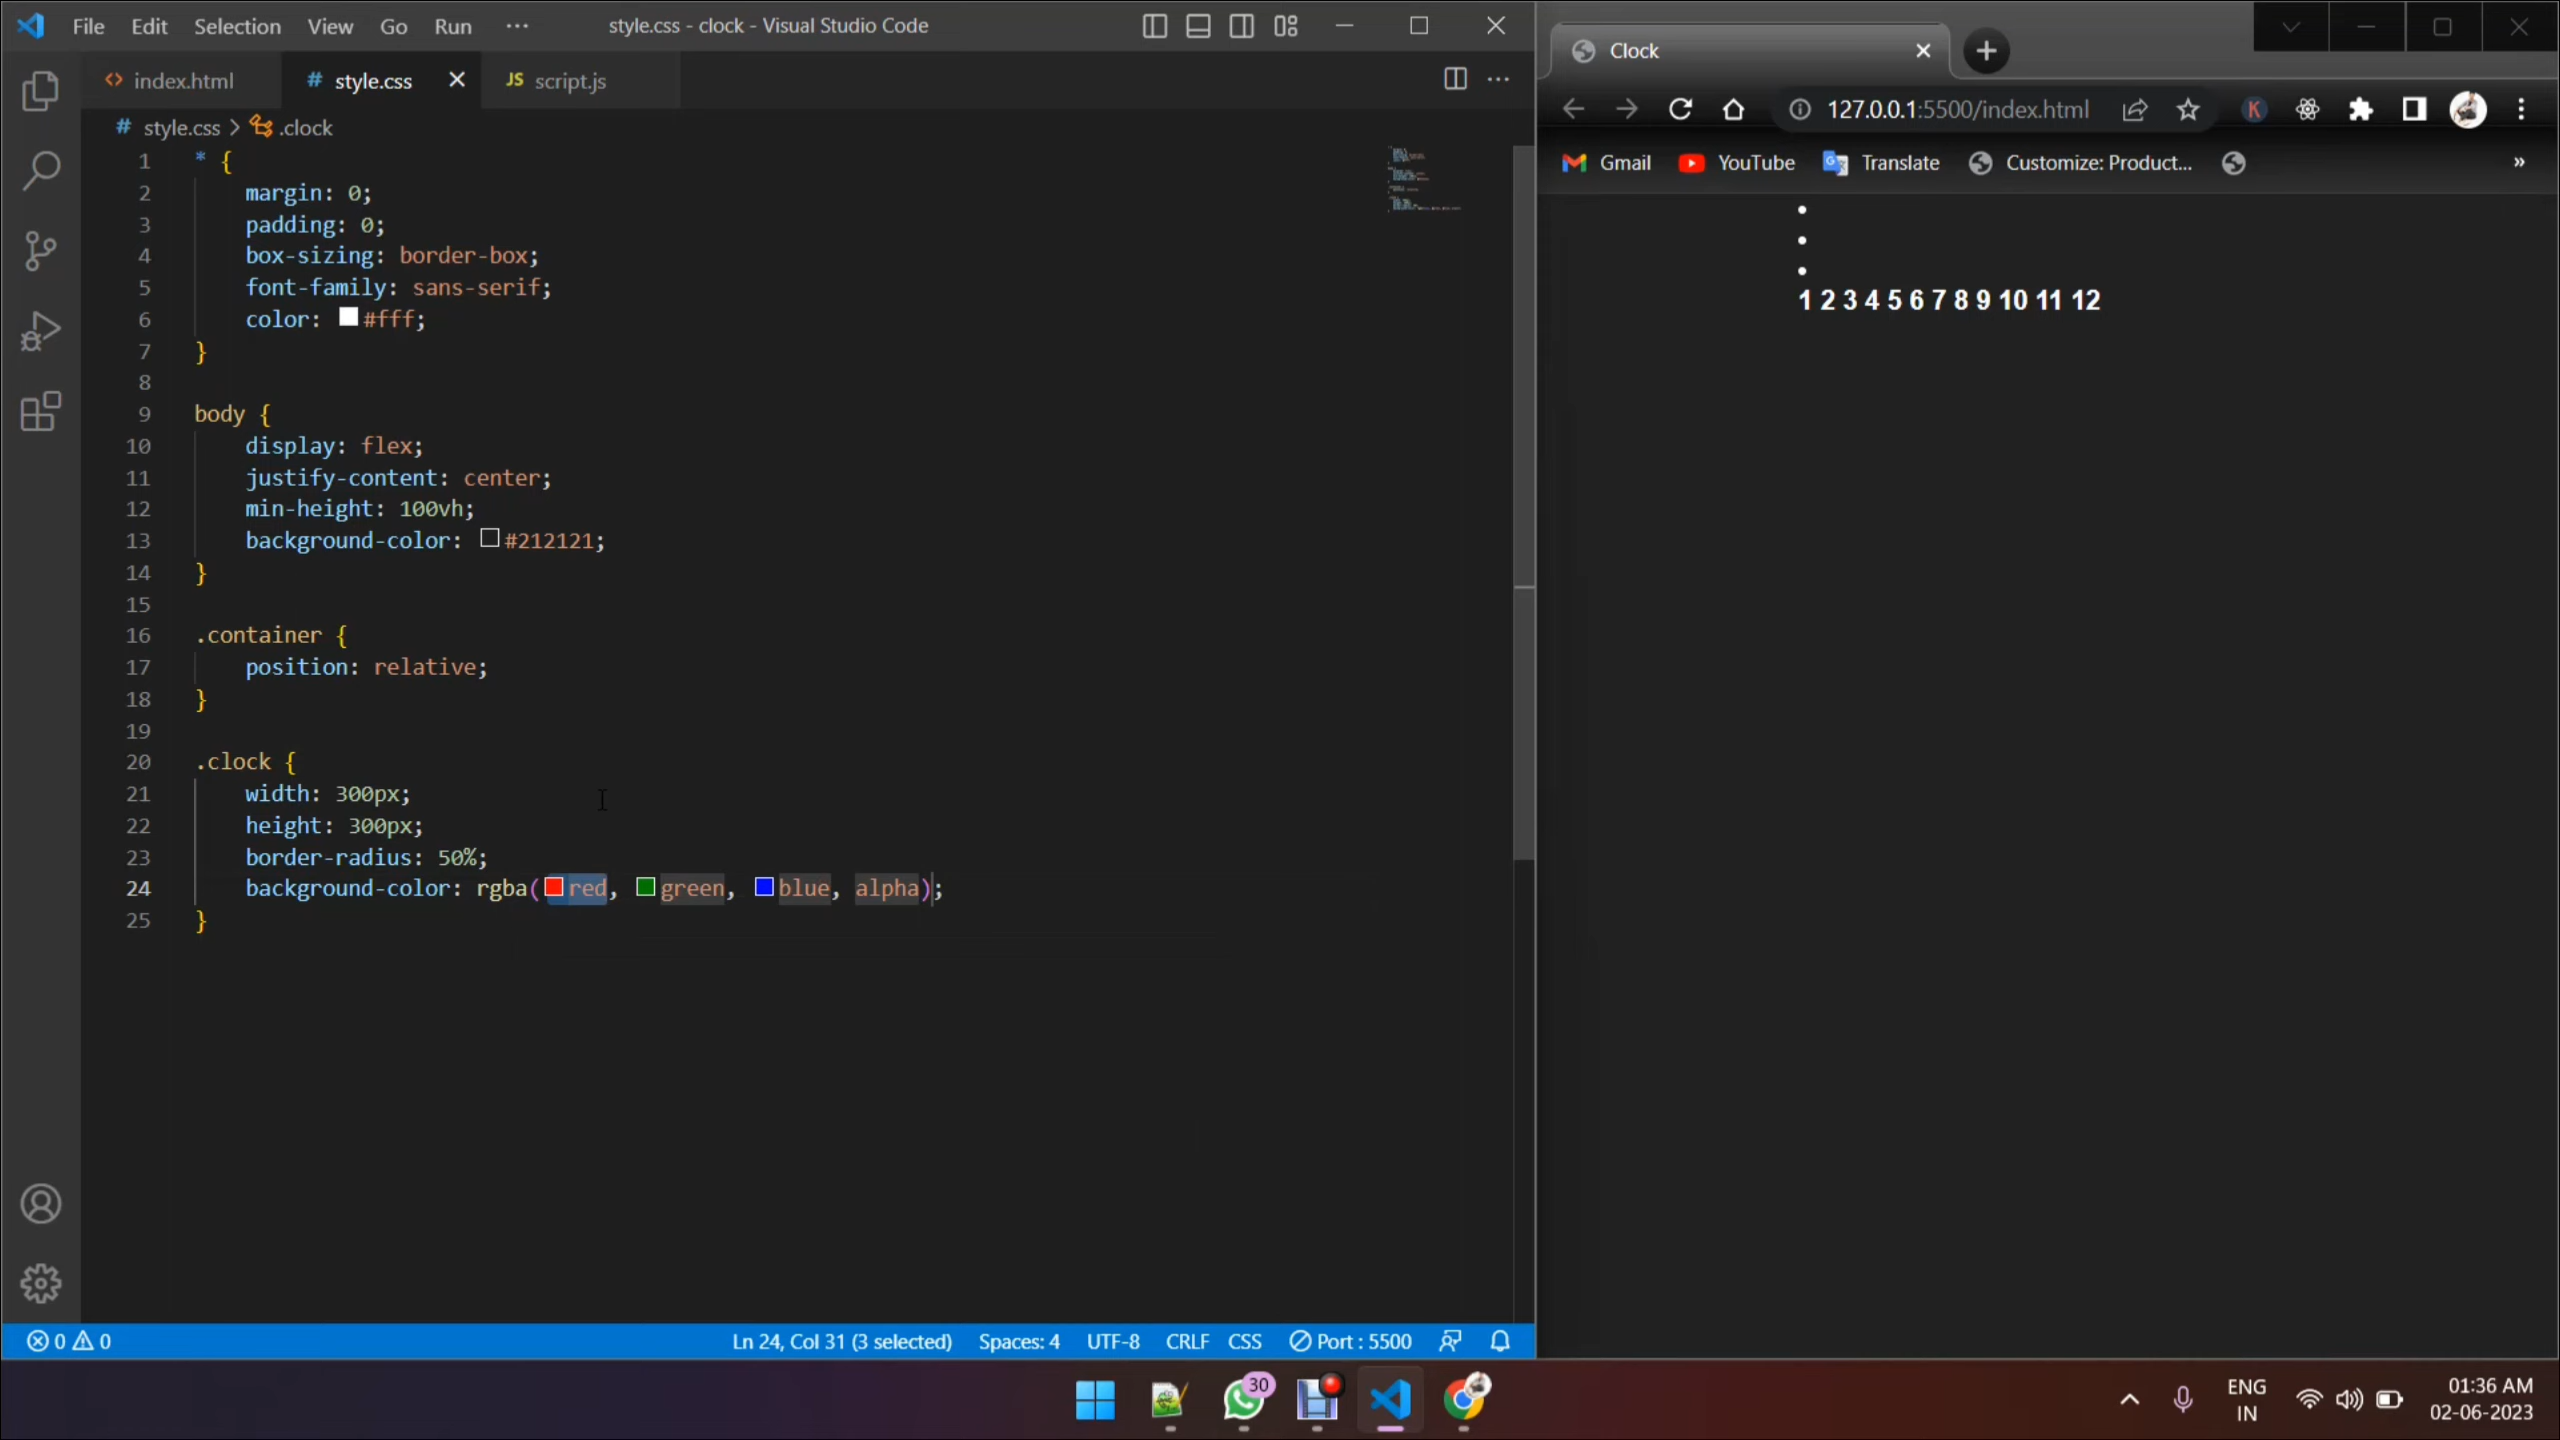 File Edit Selection View Go Run ··· style.css - clock - Visual Studio Code
index.html # style.css JS script.js
# style.css > .clock
1 * {
2 margin: 0;
3 padding: 0;
4 box-sizing: border-box;
5 font-family: sans-serif;
6 color: #fff;
7 }
8
9 body {
10 display: flex;
11 justify-content: center;
12 min-height: 100vh;
13 background-color: #212121;
14 }
15
16 .container {
17 position: relative;
18 }
19
20 .clock {
21 width: 300px;
22 height: 300px;
23 border-radius: 50%;
24 background-color: rgba(red, green, blue, alpha);
25 }
0 0 Ln 24, Col 31 (3 selected) Spaces: 4 UTF-8 CRLF CSS Port : 5500
Clock
127.0.0.1:5500/index.html K
Gmail YouTube Translate Customize: Product... »
•
•
•
1 2 3 4 5 6 7 8 9 10 11 12
30
ENG
IN
01:36 AM
02-06-2023